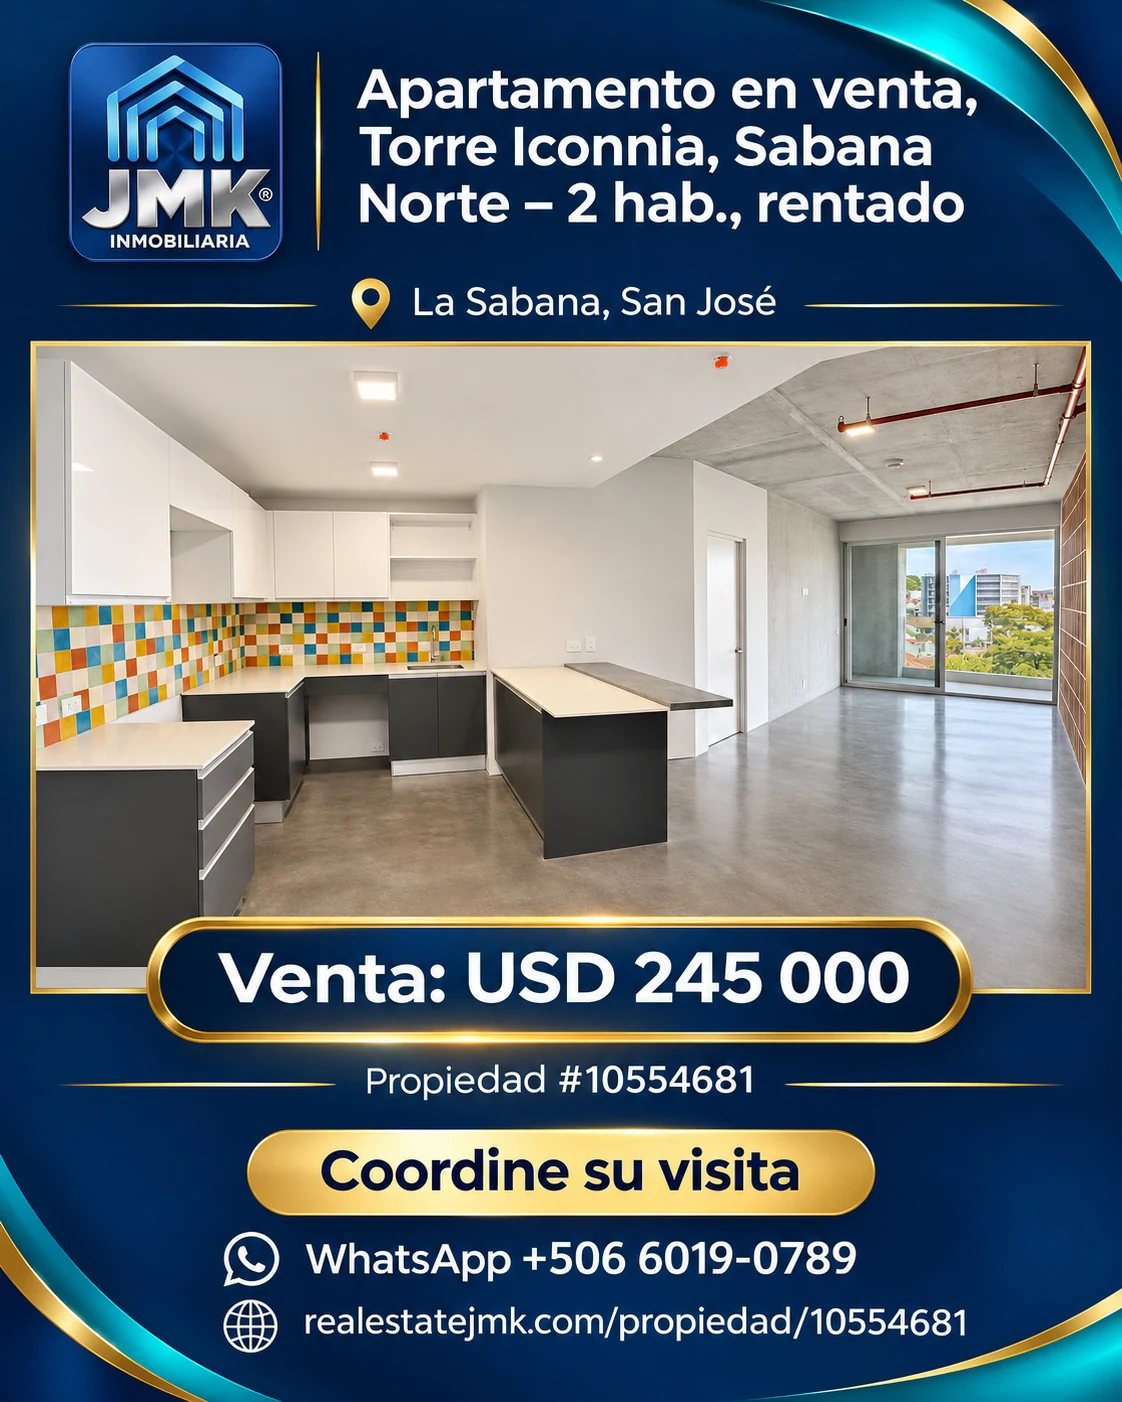 JMK®
INMOBILIARIA
Apartamento en venta,
Torre Iconnia, Sabana
Norte – 2 hab., rentado
La Sabana, San José
Venta: USD 245 000
Propiedad #10554681
Coordine su visita
WhatsApp +506 6019-0789
realestatejmk.com/propiedad/10554681